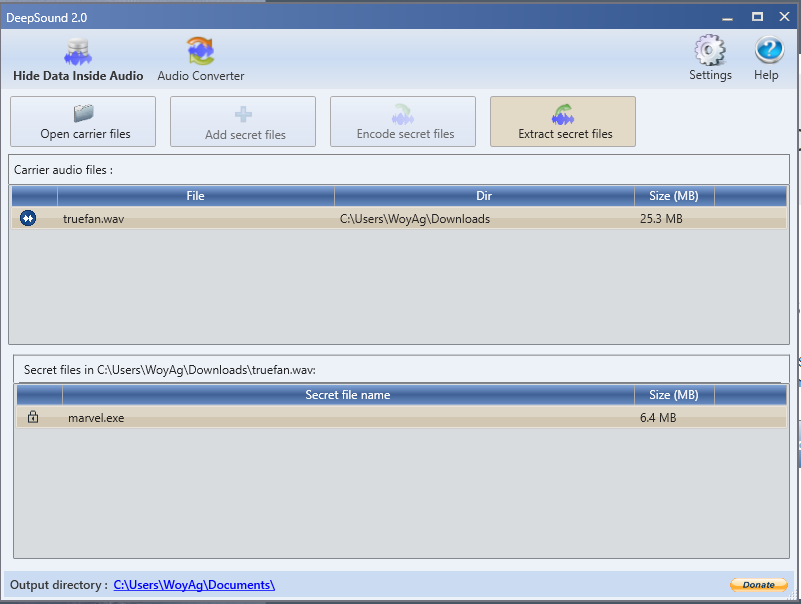 DeepSound 2.0
Hide Data Inside Audio Audio Converter Settings Help
Open carrier files Add secret files Encode secret files Extract secret files
Carrier audio files :
File Dir Size (MB)
truefan.wav C:\Users\WoyAg\Downloads 25.3 MB
Secret files in C:\Users\WoyAg\Downloads\truefan.wav:
Secret file name Size (MB)
marvel.exe 6.4 MB
Output directory : C:\Users\WoyAg\Documents\ Donate